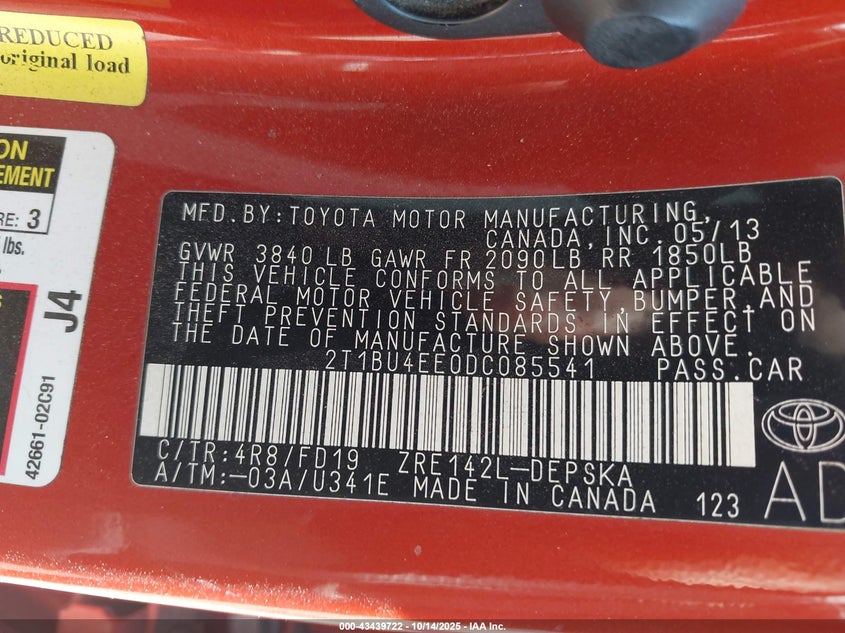 REDUCED
original load
ON
EMENT
RE: 3
lbs.
J4
42661-02C91
MFD.BY:TOYOTA MOTOR MANUFACTURING,
CANADA,INC. 05/13
GVWR 3840 LB GAWR FR 2090LB RR 1850LB
THIS VEHICLE CONFORMS TO ALL APPLICABLE
FEDERAL MOTOR VEHICLE SAFETY,BUMPER,AND
THEFT PREVENTION STANDARDS IN EFFECT ON
THE DATE OF MANUFACTURE SHOWN ABOVE.
2T1BU4EE0DC085541 PASS.CAR
C/TR:4R8/FD19 ZRE142L-DEPSKA
A/TM:-03A/U341E MADE IN CANADA 123
AD
000-43439722 - 10/14/2025 - IAA Inc.